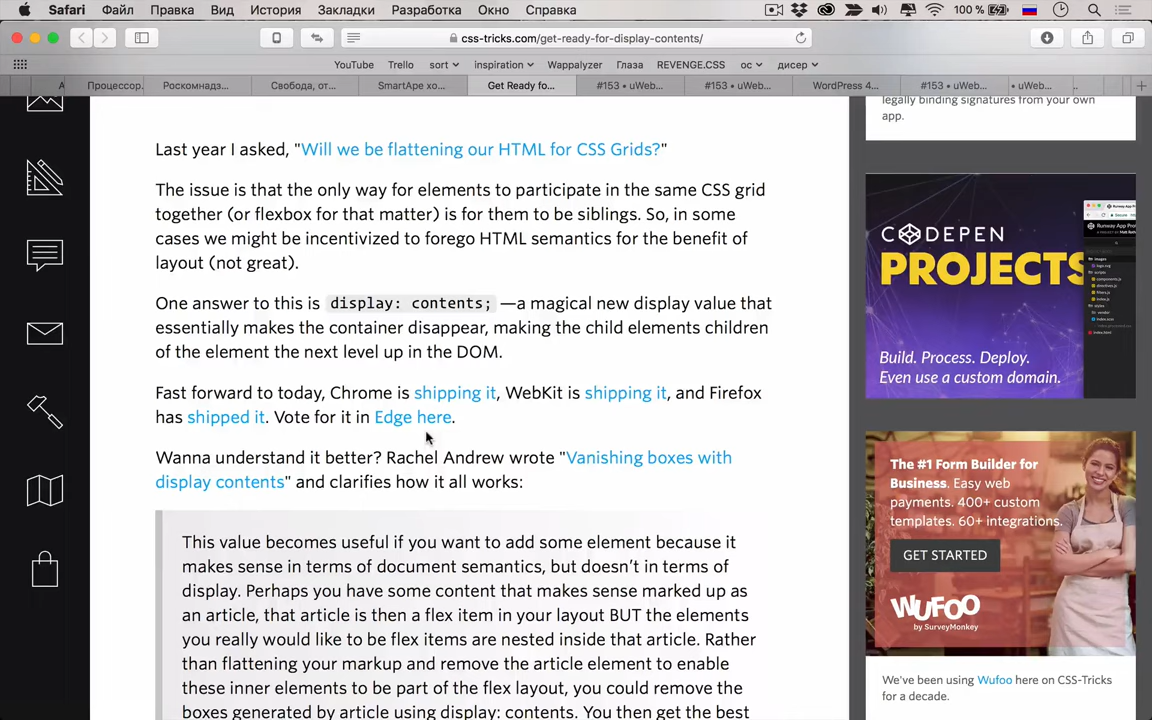 Safari Файл Правка Вид История Закладки Разработка Окно Справка 100 %
css-tricks.com/get-ready-for-display-contents/
YouTube Trello sort inspiration Wappalyzer Глаза REVENGE.CSS ос дисер
А Процессор. Роскомнадз... Свобода, от... SmartApe хо... Get Ready fo... #153 • uWeb... #153 • uWeb... WordPress 4... #153 • uWeb... • uWeb...
legally binding signatures from your own
app.
Last year I asked, "Will we be flattening our HTML for CSS Grids?"
The issue is that the only way for elements to participate in the same CSS grid
together (or flexbox for that matter) is for them to be siblings. So, in some
cases we might be incentivized to forego HTML semantics for the benefit of
layout (not great).
One answer to this is display: contents; —a magical new display value that
essentially makes the container disappear, making the child elements children
of the element the next level up in the DOM.
Fast forward to today, Chrome is shipping it, WebKit is shipping it, and Firefox
has shipped it. Vote for it in Edge here.
Wanna understand it better? Rachel Andrew wrote "Vanishing boxes with
display contents" and clarifies how it all works:
This value becomes useful if you want to add some element because it
makes sense in terms of document semantics, but doesn't in terms of
display. Perhaps you have some content that makes sense marked up as
an article, that article is then a flex item in your layout BUT the elements
you really would like to be flex items are nested inside that article. Rather
than flattening your markup and remove the article element to enable
these inner elements to be part of the flex layout, you could remove the
boxes generated by article using display: contents. You then get the best
CODEPEN
PROJECTS
Build. Process. Deploy.
Even use a custom domain.
The #1 Form Builder for
Business. Easy web
payments. 400+ custom
templates. 60+ integrations.
GET STARTED
WUFOO
by SurveyMonkey
We've been using Wufoo here on CSS-Tricks
for a decade.